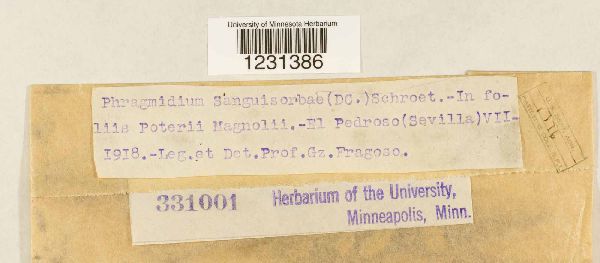 University of Minnesota Herbarium
1231386
Phragmidium Sanguisorbae(DC.)Schroet.-In fo-
liis Poterii Magnolii.-El Pedroso(Sevilla)VII-
1918.-Leg.et Det.Prof.Gz.Fragoso.
331001 Herbarium of the University,
Minneapolis, Minn.